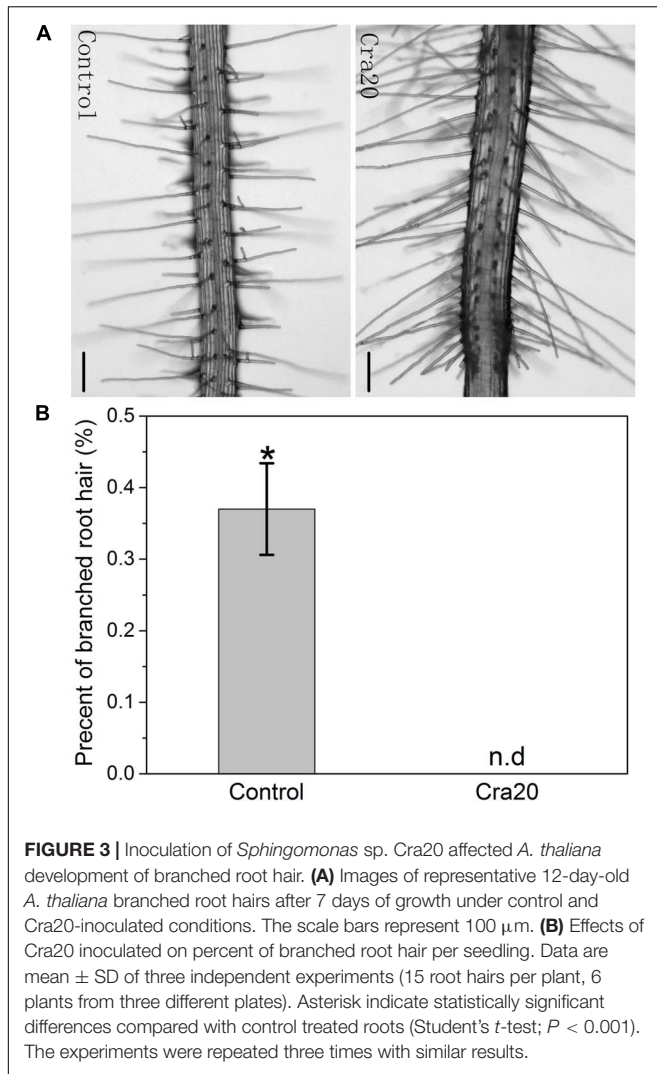 A
Control
Cra20
B
Precent of branched root hair (%)
0.5
0.4
0.3
0.2
0.1
0.0
*
n.d
Control
Cra20
FIGURE 3 | Inoculation of Sphingomonas sp. Cra20 affected A. thaliana
development of branched root hair. (A) Images of representative 12-day-old
A. thaliana branched root hairs after 7 days of growth under control and
Cra20-inoculated conditions. The scale bars represent 100 μm. (B) Effects of
Cra20 inoculated on percent of branched root hair per seedling. Data are
mean ± SD of three independent experiments (15 root hairs per plant, 6
plants from three different plates). Asterisk indicate statistically significant
differences compared with control treated roots (Student's t-test; P < 0.001).
The experiments were repeated three times with similar results.